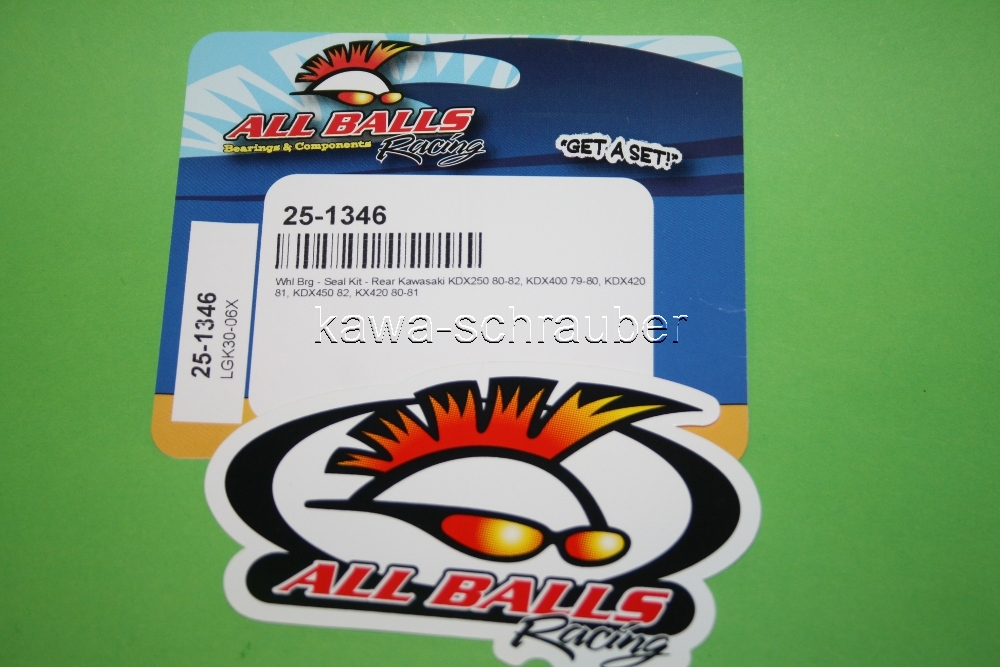 ALL BALLS
Bearings & Components
Racing
"GET A SET!"
25-1346
Whl Brg - Seal Kit - Rear Kawasaki KDX250 80-82, KDX400 79-80, KDX420
81, KDX450 82, KX420 80-81
25-1346
LGK30-06X
kawa-schrauber
ALL BALLS
Racing